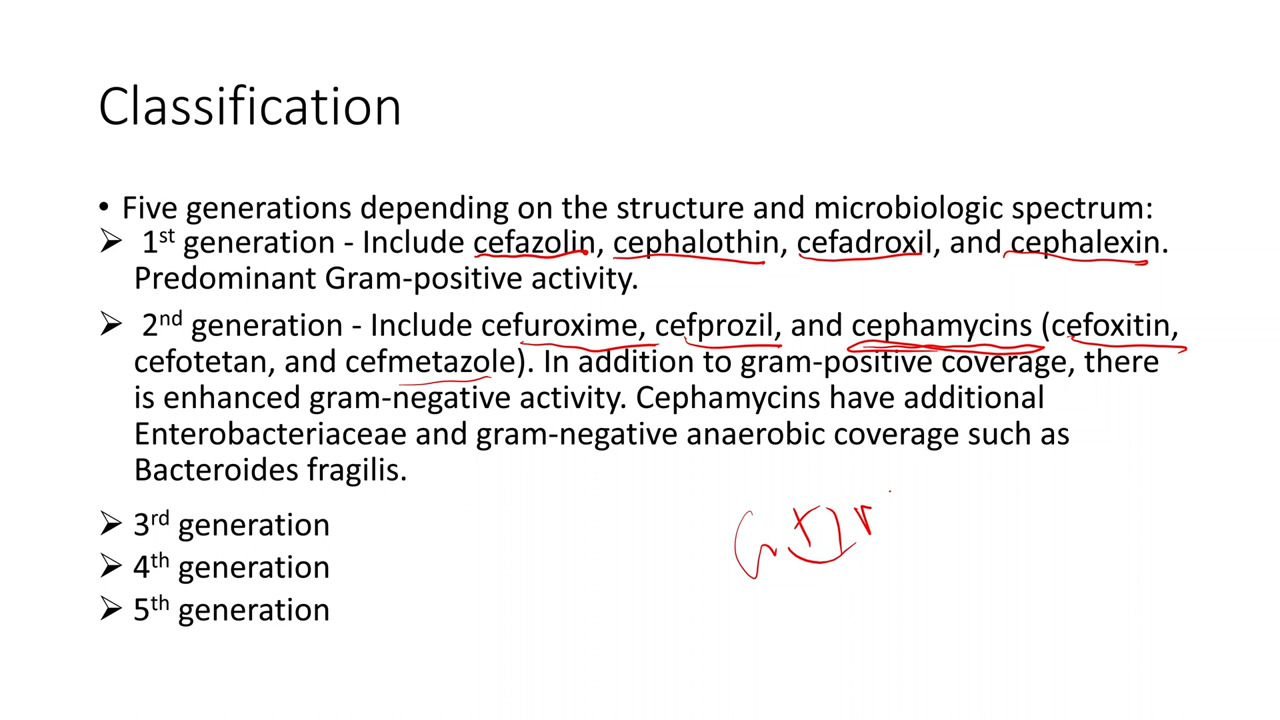 Classification
• Five generations depending on the structure and microbiologic spectrum:
➢ 1st generation - Include cefazolin, cephalothin, cefadroxil, and cephalexin.
Predominant Gram-positive activity.
➢ 2nd generation - Include cefuroxime, cefprozil, and cephamycins (cefoxitin,
cefotetan, and cefmetazole). In addition to gram-positive coverage, there
is enhanced gram-negative activity. Cephamycins have additional
Enterobacteriaceae and gram-negative anaerobic coverage such as
Bacteroides fragilis.
➢ 3rd generation
➢ 4th generation
➢ 5th generation